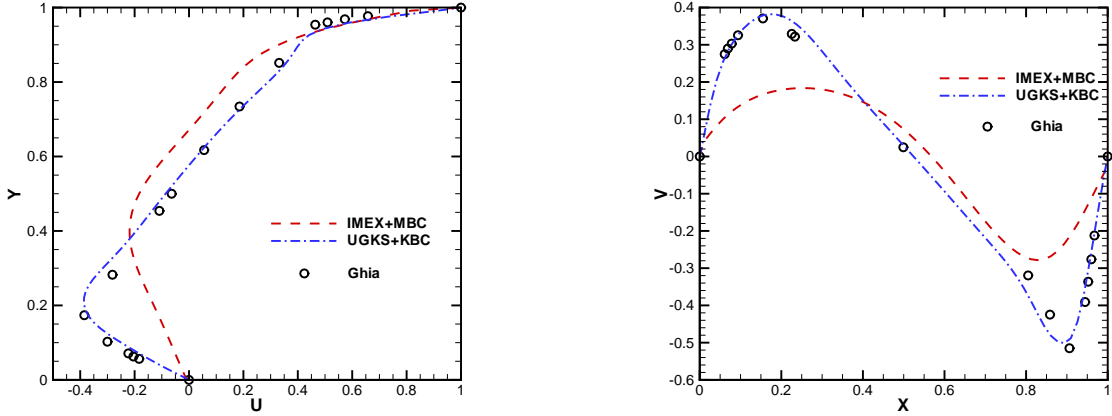 Y
1
0.8
0.6
0.4
0.2
0
-0.4 -0.2 0 0.2 0.4 0.6 0.8 1
U
IMEX+MBC
UGKS+KBC
Ghia
V
0.4
0.3
0.2
0.1
0
-0.1
-0.2
-0.3
-0.4
-0.5
-0.6
0 0.2 0.4 0.6 0.8 1
X
IMEX+MBC
UGKS+KBC
Ghia